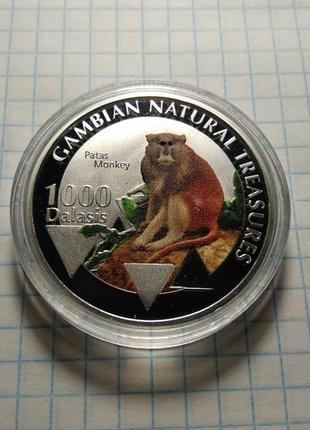 GAMBIAN NATURAL TREASURES
Patas
Monkey
1000
Dalasis